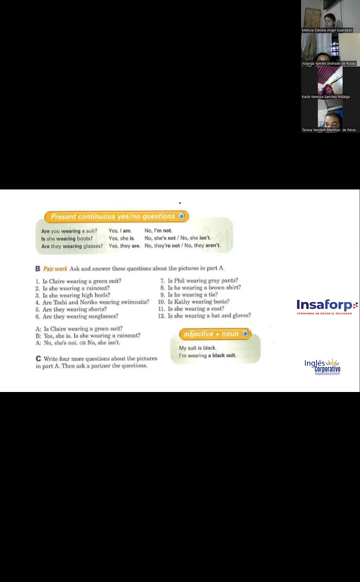 Present continuous yes/no questions
Are you wearing a suit? Yes, I am. No, I'm not.
Is she wearing boots? Yes, she is. No, she's not. / No, she isn't.
Are they wearing glasses? Yes, they are. No, they're not. / No, they aren't.
B Pair work Ask and answer these questions about the pictures in part A.
1. Is Claire wearing a green suit?
2. Is she wearing a raincoat?
3. Is she wearing high heels?
4. Are Toshi and Noriko wearing swimsuits?
5. Are they wearing shorts?
6. Are they wearing sunglasses?
7. Is Phil wearing gray pants?
8. Is he wearing a brown shirt?
9. Is he wearing a tie?
10. Is Kathy wearing boots?
11. Is she wearing a coat?
12. Is she wearing a hat and gloves?
A: Is Claire wearing a green suit?
B: Yes, she is. Is she wearing a raincoat?
A: No, she's not. OR No, she isn't.
adjective + noun
My suit is black.
I'm wearing a black suit.
C Write four more questions about the pictures
in part A. Then ask a partner the questions.
Insaforp
Inglés
Corporativo